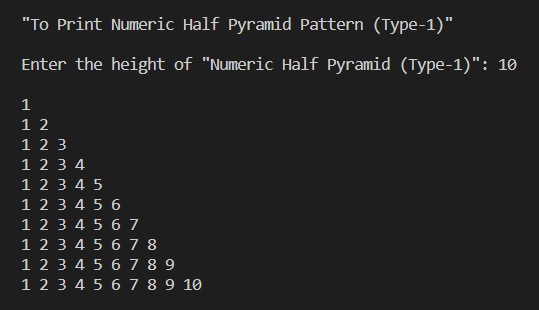 "To Print Numeric Half Pyramid Pattern (Type-1)"
Enter the height of "Numeric Half Pyramid (Type-1)": 10
1
1 2
1 2 3
1 2 3 4
1 2 3 4 5
1 2 3 4 5 6
1 2 3 4 5 6 7
1 2 3 4 5 6 7 8
1 2 3 4 5 6 7 8 9
1 2 3 4 5 6 7 8 9 10